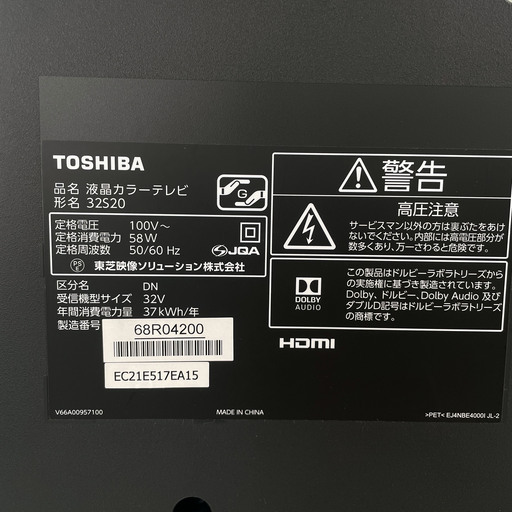 TOSHIBA
品名 液晶カラーテレビ
形名 32S20
定格電圧 100V～
定格消費電力 58W
定格周波数 50/60 Hz
JQA
PS 東芝映像ソリューション株式会社
区分名 DN
受信機型サイズ 32V
年間消費電力量 37kWh/年
製造番号
68R04200
EC21E517EA15
警告
高圧注意
サービスマン以外の方は裏ぶたをあけ
ないでください。内部には高電圧部分が
数多くあり、万一さわると危険です。
DOLBY
AUDIO
この製品はドルビーラボラトリーズから
の実施権に基づき製造されています。
Dolby、ドルビー、Dolby Audio 及び
ダブルD記号はドルビーラボラトリーズ
の商標です。
HDMI
V66A00957100
MADE IN CHINA
>PET< EJ4NBE4000I JL-2